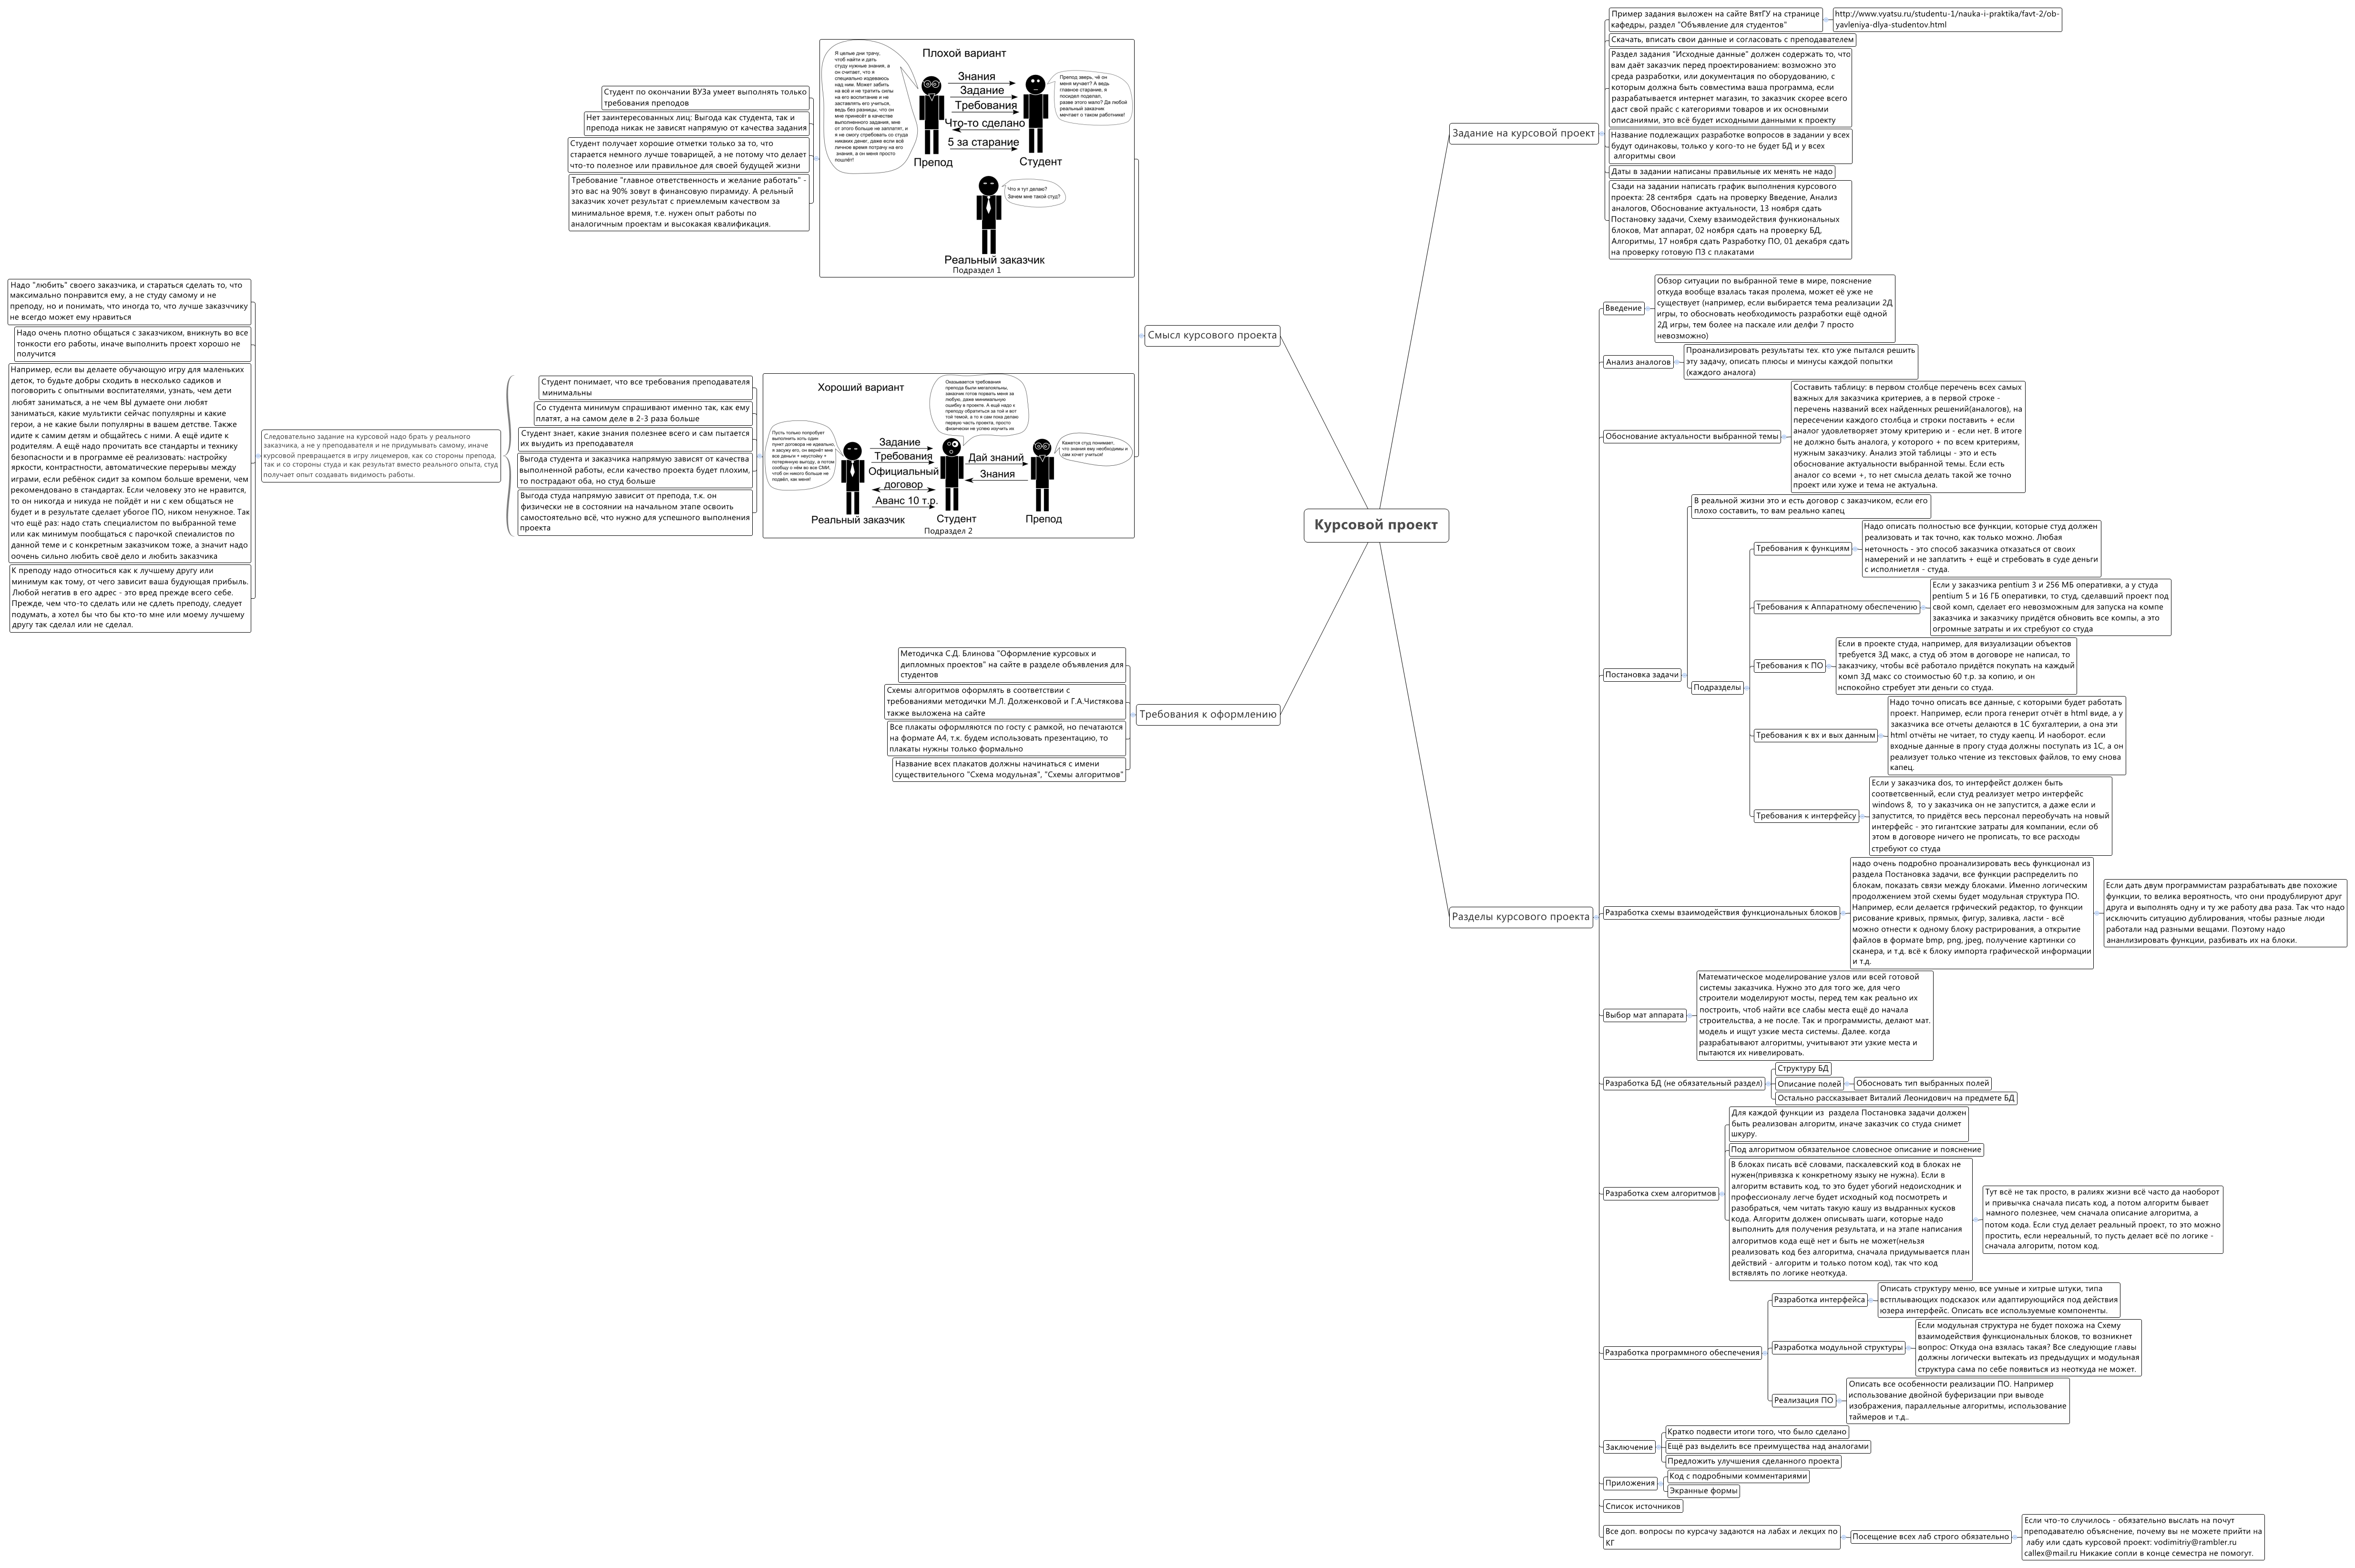 Курсовой проект
Задание на курсовой проект
Пример задания выложен на сайте ВятГУ на странице
кафедры, раздел "Объявление для студентов"
http://www.vyatsu.ru/studentu-1/nauka-i-praktika/favt-2/ob-
yavleniya-dlya-studentov.html
Скачать, вписать свои данные и согласовать с преподавателем
Раздел задания "Исходные данные" должен содержать то, что
вам даёт заказчик перед проектированием: возможно это
среда разработки, или документация по оборудованию, с
которым должна быть совместима ваша программа, если
разрабатывается интернет магазин, то заказчик скорее всего
даст свой прайс с категориями товаров и их основными
описаниями, это всё будет исходными данными к проекту
Название подлежащих разработке вопросов в задании у всех
будут одинаковы, только у кого-то не будет БД и у всех
алгоритмы свои
Даты в задании написаны правильные их менять не надо
Сзади на задании написать график выполнения курсового
проекта: 28 сентября  сдать на проверку Введение, Анализ
аналогов, Обоснование актуальности, 13 ноября сдать
Постановку задачи, Схему взаимодействия функиональных
блоков, Мат аппарат, 02 ноября сдать на проверку БД,
Алгоритмы, 17 ноября сдать Разработку ПО, 01 декабря сдать
на проверку готовую ПЗ с плакатами
Разделы курсового проекта
Введение
Обзор ситуации по выбранной теме в мире, пояснение
откуда вообще взалась такая пролема, может её уже не
существует (например, если выбирается тема реализации 2Д
игры, то обосновать необходимость разработки ещё одной
2Д игры, тем более на паскале или делфи 7 просто
невозможно)
Анализ аналогов
Проанализировать результаты тех. кто уже пытался решить
эту задачу, описать плюсы и минусы каждой попытки
(каждого аналога)
Обоснование актуальности выбранной темы
Составить таблицу: в первом столбце перечень всех самых
важных для заказчика критериев, а в первой строке -
перечень названий всех найденных решений(аналогов), на
пересечении каждого столбца и строки поставить + если
аналог удовлетворяет этому критерию и - если нет. В итоге
не должно быть аналога, у которого + по всем критериям,
нужным заказчику. Анализ этой таблицы - это и есть
обоснование актуальности выбранной темы. Если есть
аналог со всеми +, то нет смысла делать такой же точно
проект или хуже и тема не актуальна.
Постановка задачи
В реальной жизни это и есть договор с заказчиком, если его
плохо составить, то вам реально капец
Подразделы
Требования к функциям
Надо описать полностью все функции, которые студ должен
реализовать и так точно, как только можно. Любая
неточность - это способ заказчика отказаться от своих
намерений и не заплатить + ещё и стребовать в суде деньги
с исполниетля - студа.
Требования к Аппаратному обеспечению
Если у заказчика pentium 3 и 256 МБ оперативки, а у студа
pentium 5 и 16 ГБ оперативки, то студ, сделавший проект под
свой комп, сделает его невозможным для запуска на компе
заказчика и заказчику придётся обновить все компы, а это
огромные затраты и их стребуют со студа
Требования к ПО
Если в проекте студа, например, для визуализации объектов
требуется 3Д макс, а студ об этом в договоре не написал, то
заказчику, чтобы всё работало придётся покупать на каждый
комп 3Д макс со стоимостью 60 т.р. за копию, и он
нспокойно стребует эти деньги со студа.
Требования к вх и вых данным
Надо точно описать все данные, с которыми будет работать
проект. Например, если прога генерит отчёт в html виде, а у
заказчика все отчеты делаются в 1С бухгалтерии, а она эти
html отчёты не читает, то студу каепц. И наоборот. если
входные данные в прогу студа должны поступать из 1С, а он
реализует только чтение из текстовых файлов, то ему снова
капец.
Требования к интерфейсу
Если у заказчика dos, то интерфейст должен быть
соответсвенный, если студ реализует метро интерфейс
windows 8,  то у заказчика он не запустится, а даже если и
запустится, то придётся весь персонал переобучать на новый
интерфейс - это гигантские затраты для компании, если об
этом в договоре ничего не прописать, то все расходы
стребуют со студа
Разработка схемы взаимодействия функциональных блоков
надо очень подробно проанализировать весь функционал из
раздела Постановка задачи, все функции распределить по
блокам, показать связи между блоками. Именно логическим
продолжением этой схемы будет модульная структура ПО.
Например, если делается грфический редактор, то функции
рисование кривых, прямых, фигур, заливка, ласти - всё
можно отнести к одному блоку растрирования, а открытие
файлов в формате bmp, png, jpeg, получение картинки со
сканера, и т.д. всё к блоку импорта графической информации
и т.д.
Если дать двум программистам разрабатывать две похожие
функции, то велика вероятность, что они продублируют друг
друга и выполнять одну и ту же работу два раза. Так что надо
исключить ситуацию дублирования, чтобы разные люди
работали над разными вещами. Поэтому надо
ананлизировать функции, разбивать их на блоки.
Выбор мат аппарата
Математическое моделирование узлов или всей готовой
системы заказчика. Нужно это для того же, для чего
строители моделируют мосты, перед тем как реально их
построить, чтоб найти все слабы места ещё до начала
строительства, а не после. Так и программисты, делают мат.
модель и ищут узкие места системы. Далее. когда
разрабатывают алгоритмы, учитывают эти узкие места и
пытаются их нивелировать.
Разработка БД (не обязательный раздел)
Структуру БД
Описание полей
Обосновать тип выбранных полей
Остально рассказывает Виталий Леонидович на предмете БД
Разработка схем алгоритмов
Для каждой функции из  раздела Постановка задачи должен
быть реализован алгоритм, иначе заказчик со студа снимет
шкуру.
Под алгоритмом обязательное словесное описание и пояснение
В блоках писать всё словами, паскалевский код в блоках не
нужен(привязка к конкретному языку не нужна). Если в
алгоритм вставить код, то это будет убогий недоисходник и
профессионалу легче будет исходный код посмотреть и
разобраться, чем читать такую кашу из выдранных кусков
кода. Алгоритм должен описывать шаги, которые надо
выполнить для получения результата, и на этапе написания
алгоритмов кода ещё нет и быть не может(нельзя
реализовать код без алгоритма, сначала придумывается план
действий - алгоритм и только потом код), так что код
встявлять по логике неоткуда.
Тут всё не так просто, в ралиях жизни всё часто да наоборот
и привычка сначала писать код, а потом алгоритм бывает
намного полезнее, чем сначала описание алгоритма, а
потом кода. Если студ делает реальный проект, то это можно
простить, если нереальный, то пусть делает всё по логике -
сначала алгоритм, потом код.
Разработка программного обеспечения
Разработка интерфейса
Описать структуру меню, все умные и хитрые штуки, типа
встплывающих подсказок или адаптирующийся под действия
юзера интерфейс. Описать все используемые компоненты.
Разработка модульной структуры
Если модульная структура не будет похожа на Схему
взаимодействия функциональных блоков, то возникнет
вопрос: Откуда она взялась такая? Все следующие главы
должны логически вытекать из предыдущих и модульная
структура сама по себе появиться из неоткуда не может.
Реализация ПО
Описать все особенности реализации ПО. Например
использование двойной буферизации при выводе
изображения, параллельные алгоритмы, использование
таймеров и т.д..
Заключение
Кратко подвести итоги того, что было сделано
Ещё раз выделить все преимущества над аналогами
Предложить улучшения сделанного проекта
Приложения
Код с подробными комментариями
Экранные формы
Список источников
Все доп. вопросы по курсачу задаются на лабах и лекцих по
КГ
Посещение всех лаб строго обязательно
Если что-то случилось - обязательно выслать на почут
преподавателю объяснение, почему вы не можете прийти на
лабу или сдать курсовой проект: vodimitriy@rambler.ru
callex@mail.ru Никакие сопли в конце семестра не помогут.
Смысл курсового проекта
Плохой вариант
Я целые дни трачу,
чтоб найти и дать
студу нужные знания, а
он считает, что я
специально издеваюсь
над ним. Может забить
на всё и не тратить силы
на его воспитание и не
заставлять его учиться,
ведь без разницы, что он
мне принесёт в качестве
выполненного задания, мне
от этого больше не заплатят, и
я не смогу стребовать со студа
никаких денег, даже если всё
личное время потрачу на его
знания, а он меня просто
пошлёт!
Знания
Задание
Требования
Что-то сделано
5 за старание
Препод
Студент
Препод зверь, чё он
меня мучает? А ведь
главное старание, я
посидел поделал,
разве этого мало? Да любой
реальный заказчик
мечтает о таком работнике!
Что я тут делаю?
Зачем мне такой студ?
Реальный заказчик
Подраздел 1
Студент по окончании ВУЗа умеет выполнять только
требования преподов
Нет заинтересованных лиц: Выгода как студента, так и
препода никак не зависят напрямую от качества задания
Студент получает хорошие отметки только за то, что
старается немного лучше товарищей, а не потому что делает
что-то полезное или правильное для своей будущей жизни
Требование "главное ответственность и желание работать" -
это вас на 90% зовут в финансовую пирамиду. А рельный
заказчик хочет результат с приемлемым качеством за
минимальное время, т.е. нужен опыт работы по
аналогичным проектам и высокакая квалификация.
Хороший вариант
Оказывается требования
препода были мегалояльны,
заказчик готов порвать меня за
любую, даже минимальную
ошибку в проекте. А ещё надо к
преподу обратиться за той и вот
той темой, а то я сам пока делаю
первую часть проекта, просто
физически не успею изучить их
Пусть только попробует
выполнить хоть один
пункт договора не идеально,
я засужу его, он вернёт мне
все деньги + неустойку +
потерянную выгоду, а потом
сообщу о нём во все СМИ,
чтоб он никого больше не
подвёл, как меня!
Задание
Требования
Официальный
договор
Аванс 10 т.р.
Дай знаний
Знания
Кажется студ понимает,
что знания ему необходимы и
сам хочет учиться!
Реальный заказчик
Студент
Препод
Подраздел 2
Студент понимает, что все требования преподавателя
минимальны
Со студента минимум спрашивают именно так, как ему
платят, а на самом деле в 2-3 раза больше
Студент знает, какие знания полезнее всего и сам пытается
их выудить из преподавателя
Выгода студента и заказчика напрямую зависят от качества
выполненной работы, если качество проекта будет плохим,
то пострадают оба, но студ больше
Выгода студа напрямую зависит от препода, т.к. он
физически не в состоянии на начальном этапе освоить
самостоятельно всё, что нужно для успешного выполнения
проекта
Следовательно задание на курсовой надо брать у реального
заказчика, а не у преподавателя и не придумывать самому, иначе
курсовой превращается в игру лицемеров, как со стороны препода,
так и со стороны студа и как результат вместо реального опыта, студ
получает опыт создавать видимость работы.
Надо "любить" своего заказчика, и стараться сделать то, что
максимально понравится ему, а не студу самому и не
преподу, но и понимать, что иногда то, что лучше заказччику
не всегдо может ему нравиться
Надо очень плотно общаться с заказчиком, вникнуть во все
тонкости его работы, иначе выполнить проект хорошо не
получится
Например, если вы делаете обучающую игру для маленьких
деток, то будьте добры сходить в несколько садиков и
поговорить с опытными воспитателями, узнать, чем дети
любят заниматься, а не чем ВЫ думаете они любят
заниматься, какие мультикти сейчас популярны и какие
герои, а не какие были популярны в вашем детстве. Также
идите к самим детям и общайтесь с ними. А ещё идите к
родителям. А ещё надо прочитать все стандарты и технику
безопасности и в программе её реализовать: настройку
яркости, контрастности, автоматические перерывы между
играми, если ребёнок сидит за компом больше времени, чем
рекомендовано в стандартах. Если человеку это не нравится,
то он никогда и никуда не пойдёт и ни с кем общаться не
будет и в результате сделает убогое ПО, ником ненужное. Так
что ещё раз: надо стать специалистом по выбранной теме
или как минимум пообщаться с парочкой спеиалистов по
данной теме и с конкретным заказчиком тоже, а значит надо
оочень сильно любить своё дело и любить заказчика
К преподу надо относиться как к лучшему другу или
минимум как тому, от чего зависит ваша будующая прибыль.
Любой негатив в его адрес - это вред прежде всего себе.
Прежде, чем что-то сделать или не сдлеть преподу, следует
подумать, а хотел бы что бы кто-то мне или моему лучшему
другу так сделал или не сделал.
Требования к оформлению
Методичка С.Д. Блинова "Оформление курсовых и
дипломных проектов" на сайте в разделе объявления для
студентов
Схемы алгоритмов оформлять в соответствии с
требованиями методички М.Л. Долженковой и Г.А.Чистякова
также выложена на сайте
Все плакаты оформляются по госту с рамкой, но печатаются
на формате А4, т.к. будем использовать презентацию, то
плакаты нужны только формально
Название всех плакатов должны начинаться с имени
существительного "Схема модульная", "Схемы алгоритмов"